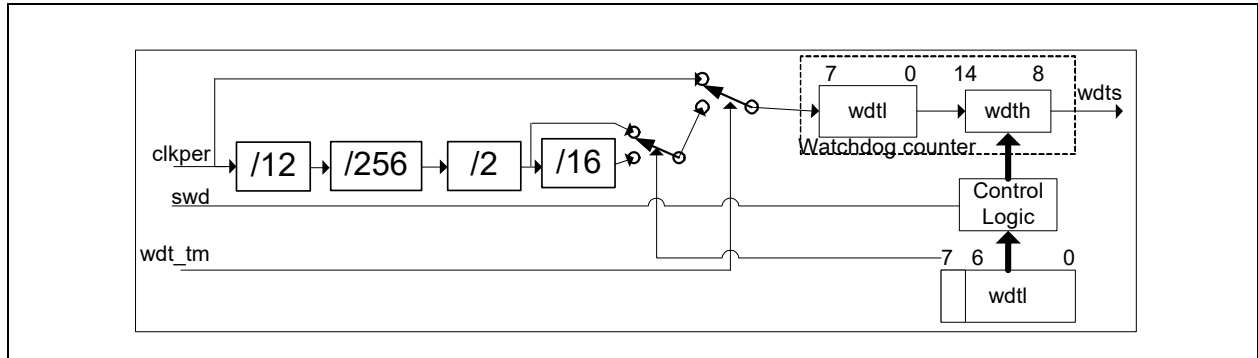 7 0 14 8
wdts
wdtl wdth
Watchdog counter
clkper
/12 /256 /2 /16
Control
Logic
swd
wdt_tm
7 6 0
wdtl